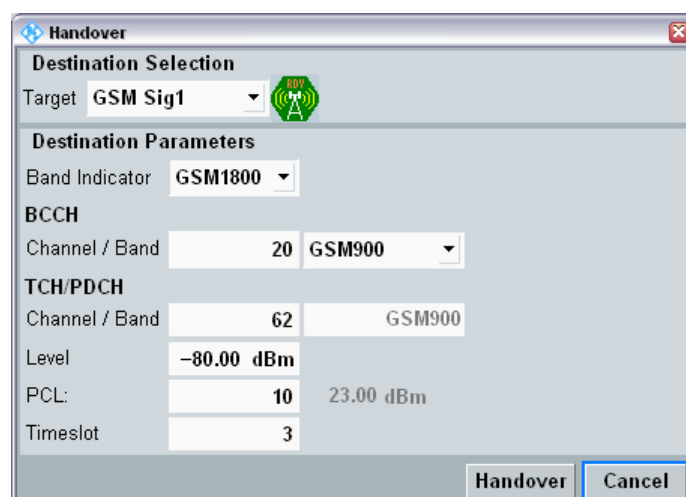 Handover
Destination Selection
Target GSM Sig1
RDY
Destination Parameters
Band Indicator GSM1800
BCCH
Channel / Band 20 GSM900
TCH/PDCH
Channel / Band 62 GSM900
Level −80.00 dBm
PCL: 10 23.00 dBm
Timeslot 3
Handover Cancel